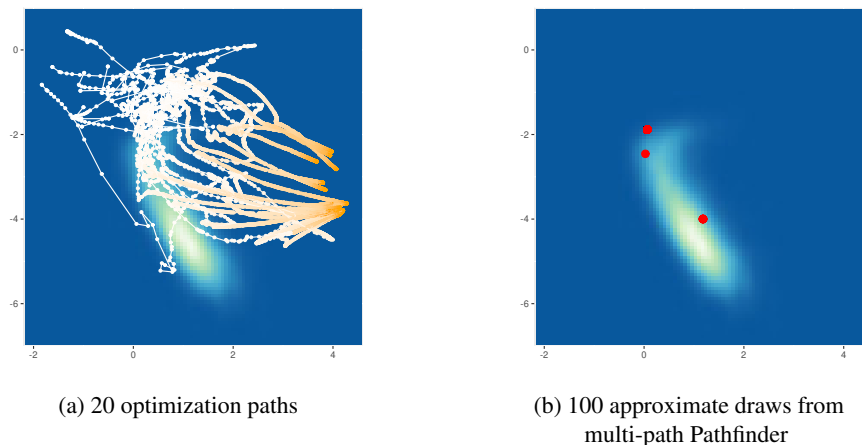 0
-2
-4
-6
-2 0 2 4
0
-2
-4
-6
-2 0 2 4
(a) 20 optimization paths
(b) 100 approximate draws from
multi-path Pathfinder